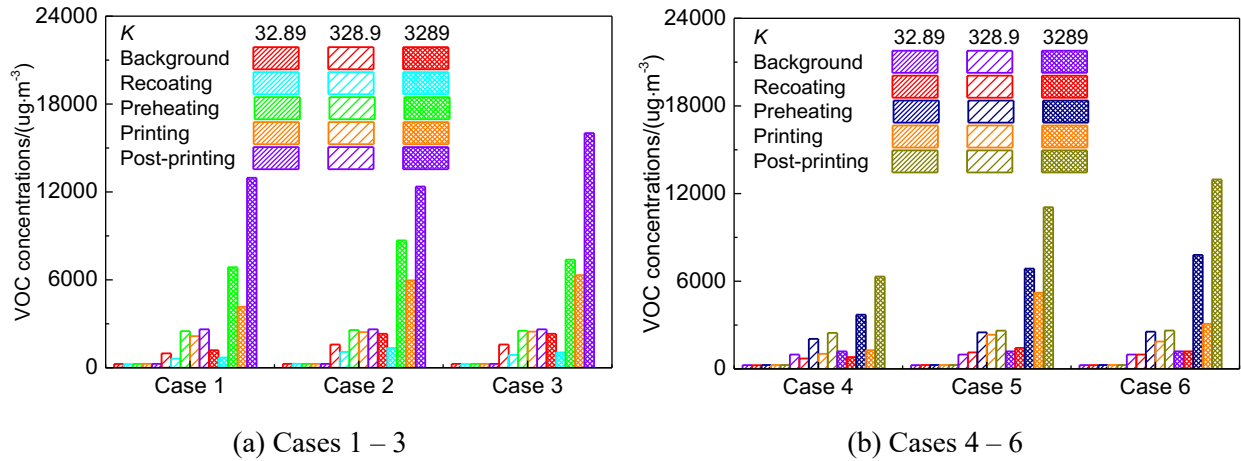 24000
18000
12000
6000
0
VOC concentrations/(ug·m⁻³)
K 32.89 328.9 3289
Background
Recoating
Preheating
Printing
Post-printing
Case 1 Case 2 Case 3
(a) Cases 1 – 3
24000
18000
12000
6000
0
VOC concentrations/(ug·m⁻³)
K 32.89 328.9 3289
Background
Recoating
Preheating
Printing
Post-printing
Case 4 Case 5 Case 6
(b) Cases 4 – 6